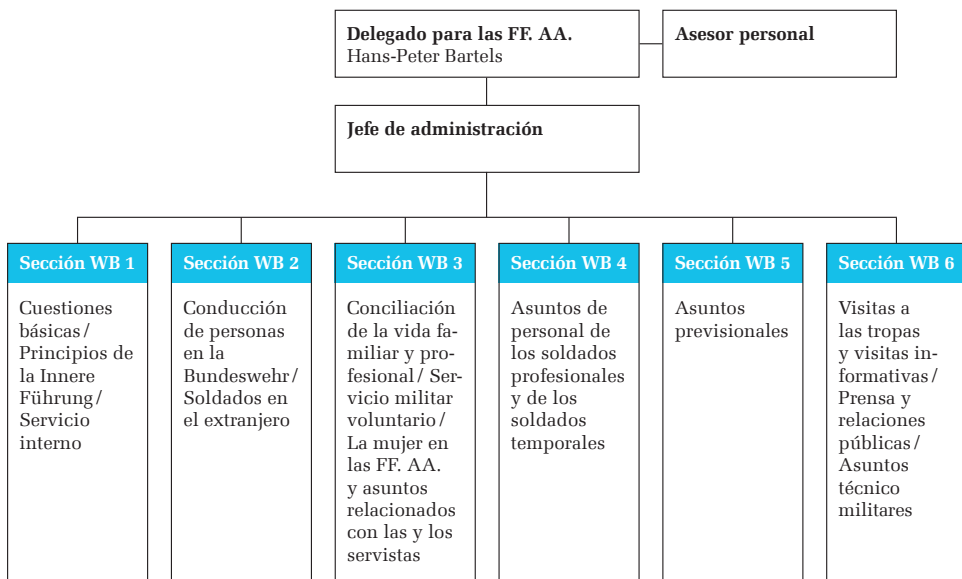 Delegado para las FF. AA.
Hans-Peter Bartels
Asesor personal
Jefe de administración
Sección WB 1
Cuestiones
básicas /
Principios de
la Innere
Führung /
Servicio
interno
Sección WB 2
Conducción
de personas
en la
Bundeswehr /
Soldados en
el extranjero
Sección WB 3
Conciliación
de la vida fa-
miliar y pro-
fesional / Ser-
vicio militar
voluntario /
La mujer en
las FF. AA.
y asuntos
relacionados
con las y los
servistas
Sección WB 4
Asuntos de
personal de
los soldados
profesionales
y de los
soldados
temporales
Sección WB 5
Asuntos
previsionales
Sección WB 6
Visitas a
las tropas
y visitas in-
formativas /
Prensa y
relaciones
públicas /
Asuntos
técnico
militares